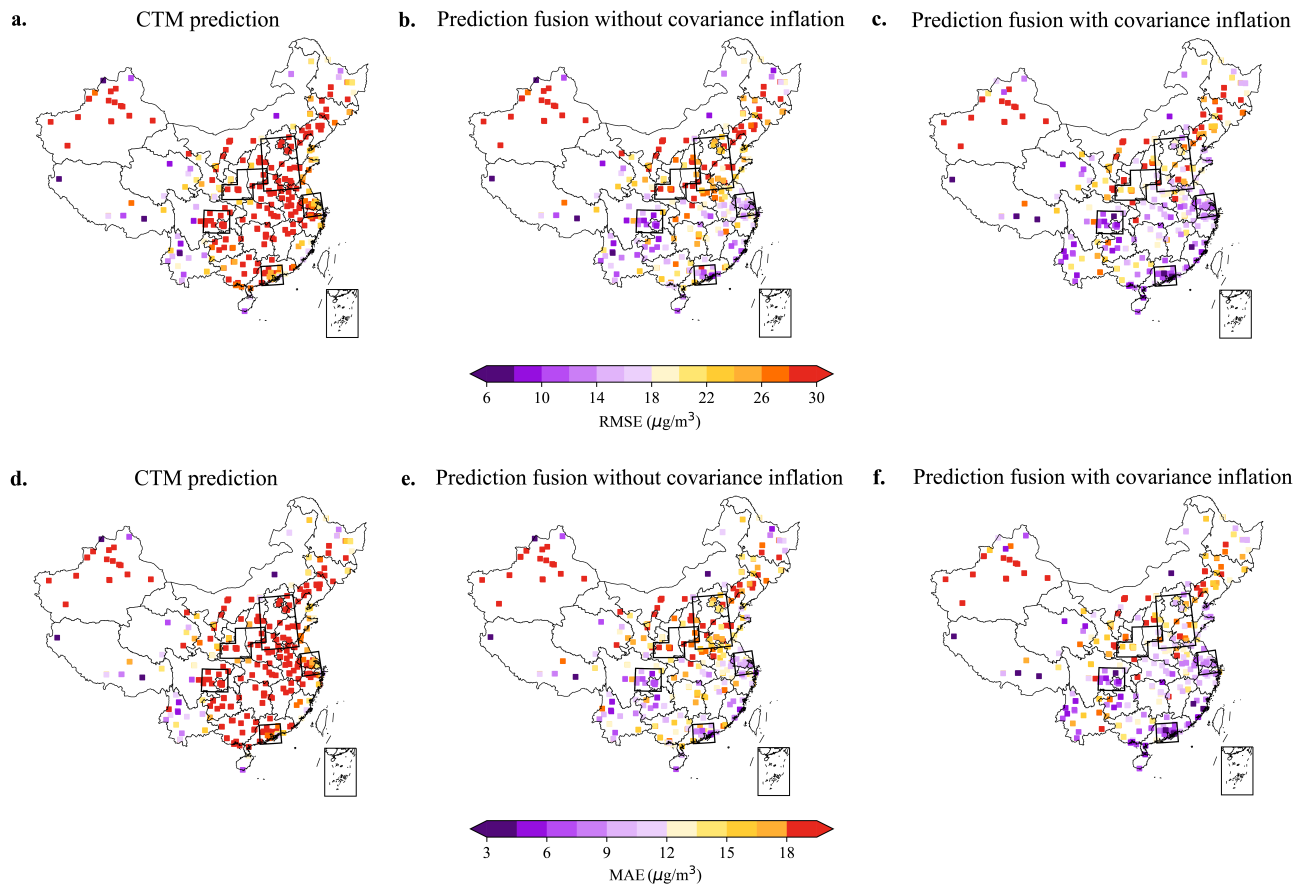 a. CTM prediction
b. Prediction fusion without covariance inflation
c. Prediction fusion with covariance inflation
6 10 14 18 22 26 30
RMSE (μg/m³)
d. CTM prediction
e. Prediction fusion without covariance inflation
f. Prediction fusion with covariance inflation
3 6 9 12 15 18
MAE (μg/m³)